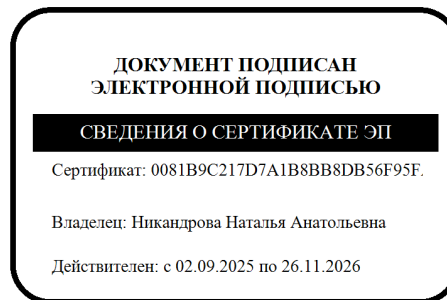 ДОКУМЕНТ ПОДПИСАН
ЭЛЕКТРОННОЙ ПОДПИСЬЮ
СВЕДЕНИЯ О СЕРТИФИКАТЕ ЭП
Сертификат: 0081B9C217D7A1B8BB8DB56F95F.
Владелец: Никандрова Наталья Анатольевна
Действителен: с 02.09.2025 по 26.11.2026